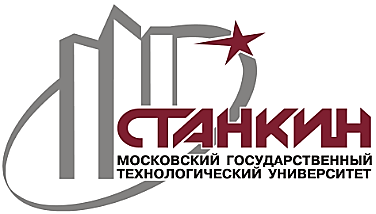 СТАНКИН
МОСКОВСКИЙ ГОСУДАРСТВЕННЫЙ
ТЕХНОЛОГИЧЕСКИЙ УНИВЕРСИТЕТ